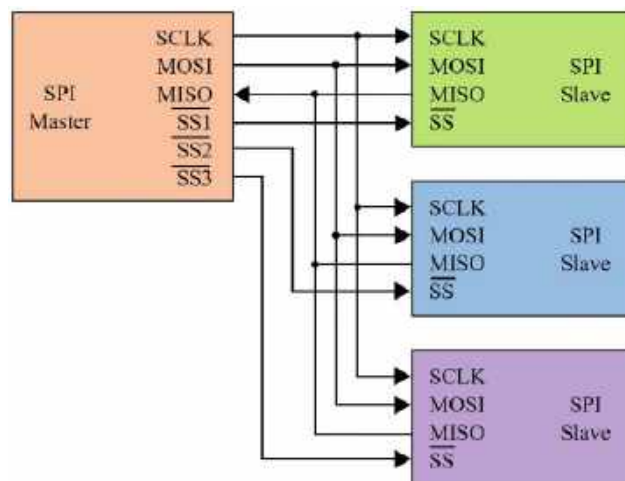 SPI
Master
SCLK
MOSI
MISO
SS1
SS2
SS3
SCLK
MOSI
MISO
SS
SPI
Slave
SCLK
MOSI
MISO
SS
SPI
Slave
SCLK
MOSI
MISO
SS
SPI
Slave